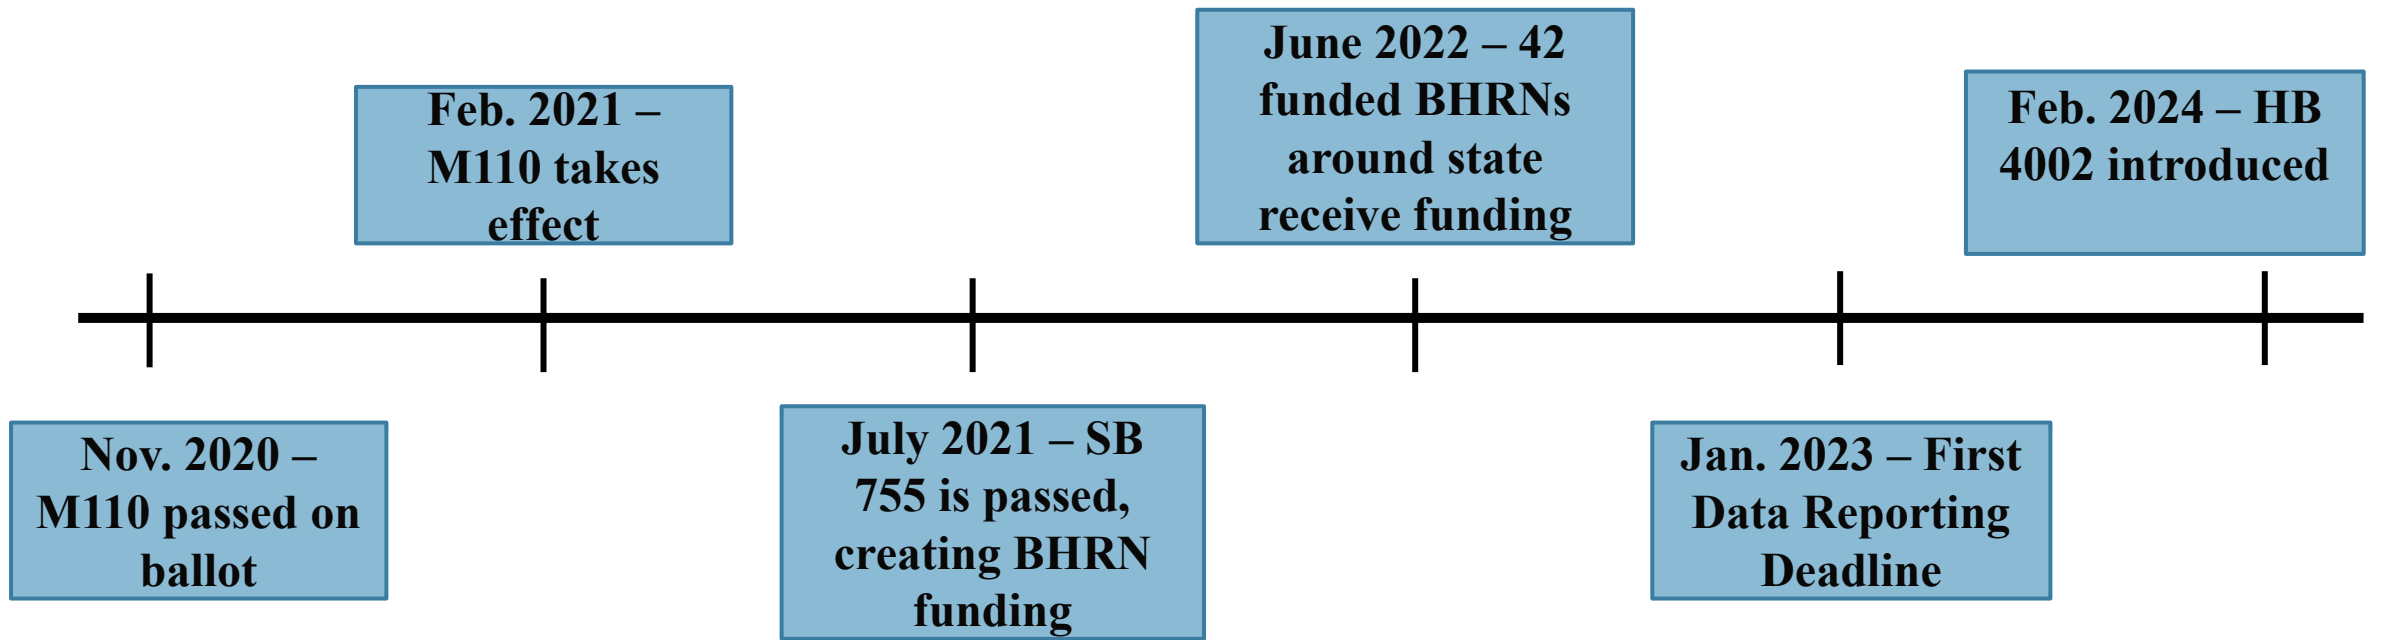 Nov. 2020 –
M110 passed on
ballot
Feb. 2021 –
M110 takes
effect
July 2021 – SB
755 is passed,
creating BHRN
funding
June 2022 – 42
funded BHRNs
around state
receive funding
Jan. 2023 – First
Data Reporting
Deadline
Feb. 2024 – HB
4002 introduced